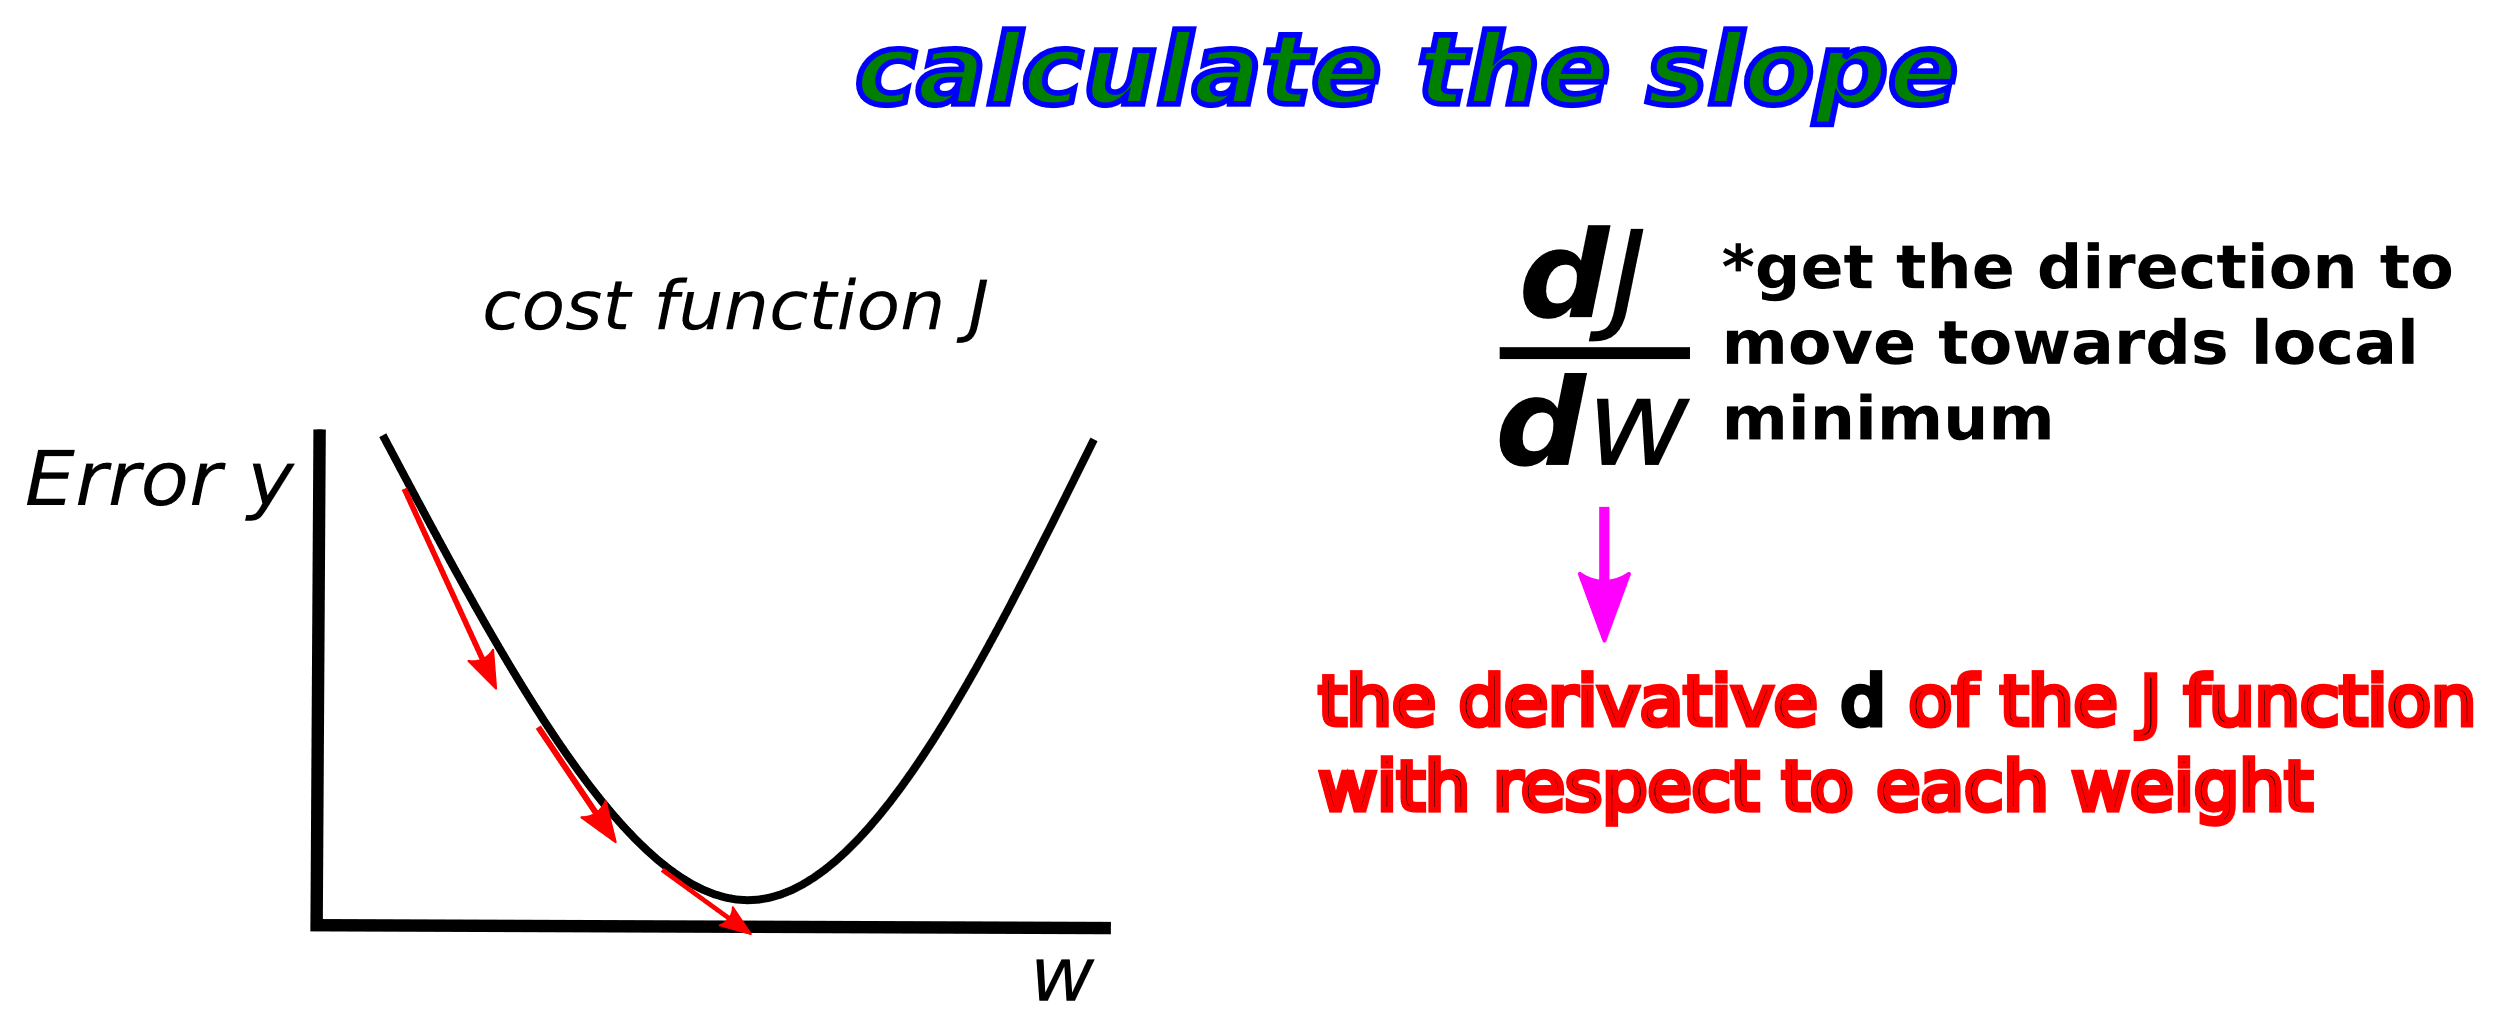 calculate the slope
cost function J
dJ
dW
*get the direction to
move towards local
minimum
Error y
the derivative d of the J function
with respect to each weight
w